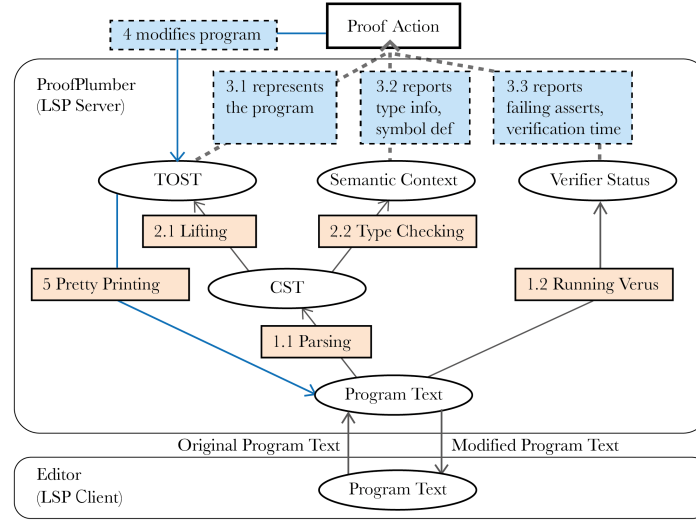 Proof Action
4 modifies program
ProofPlumber
(LSP Server)
3.1 represents
the program
3.2 reports
type info,
symbol def
3.3 reports
failing asserts,
verification time
TOST
Semantic Context
Verifier Status
2.1 Lifting
2.2 Type Checking
5 Pretty Printing
CST
1.2 Running Verus
1.1 Parsing
Program Text
Original Program Text
Modified Program Text
Editor
(LSP Client)
Program Text